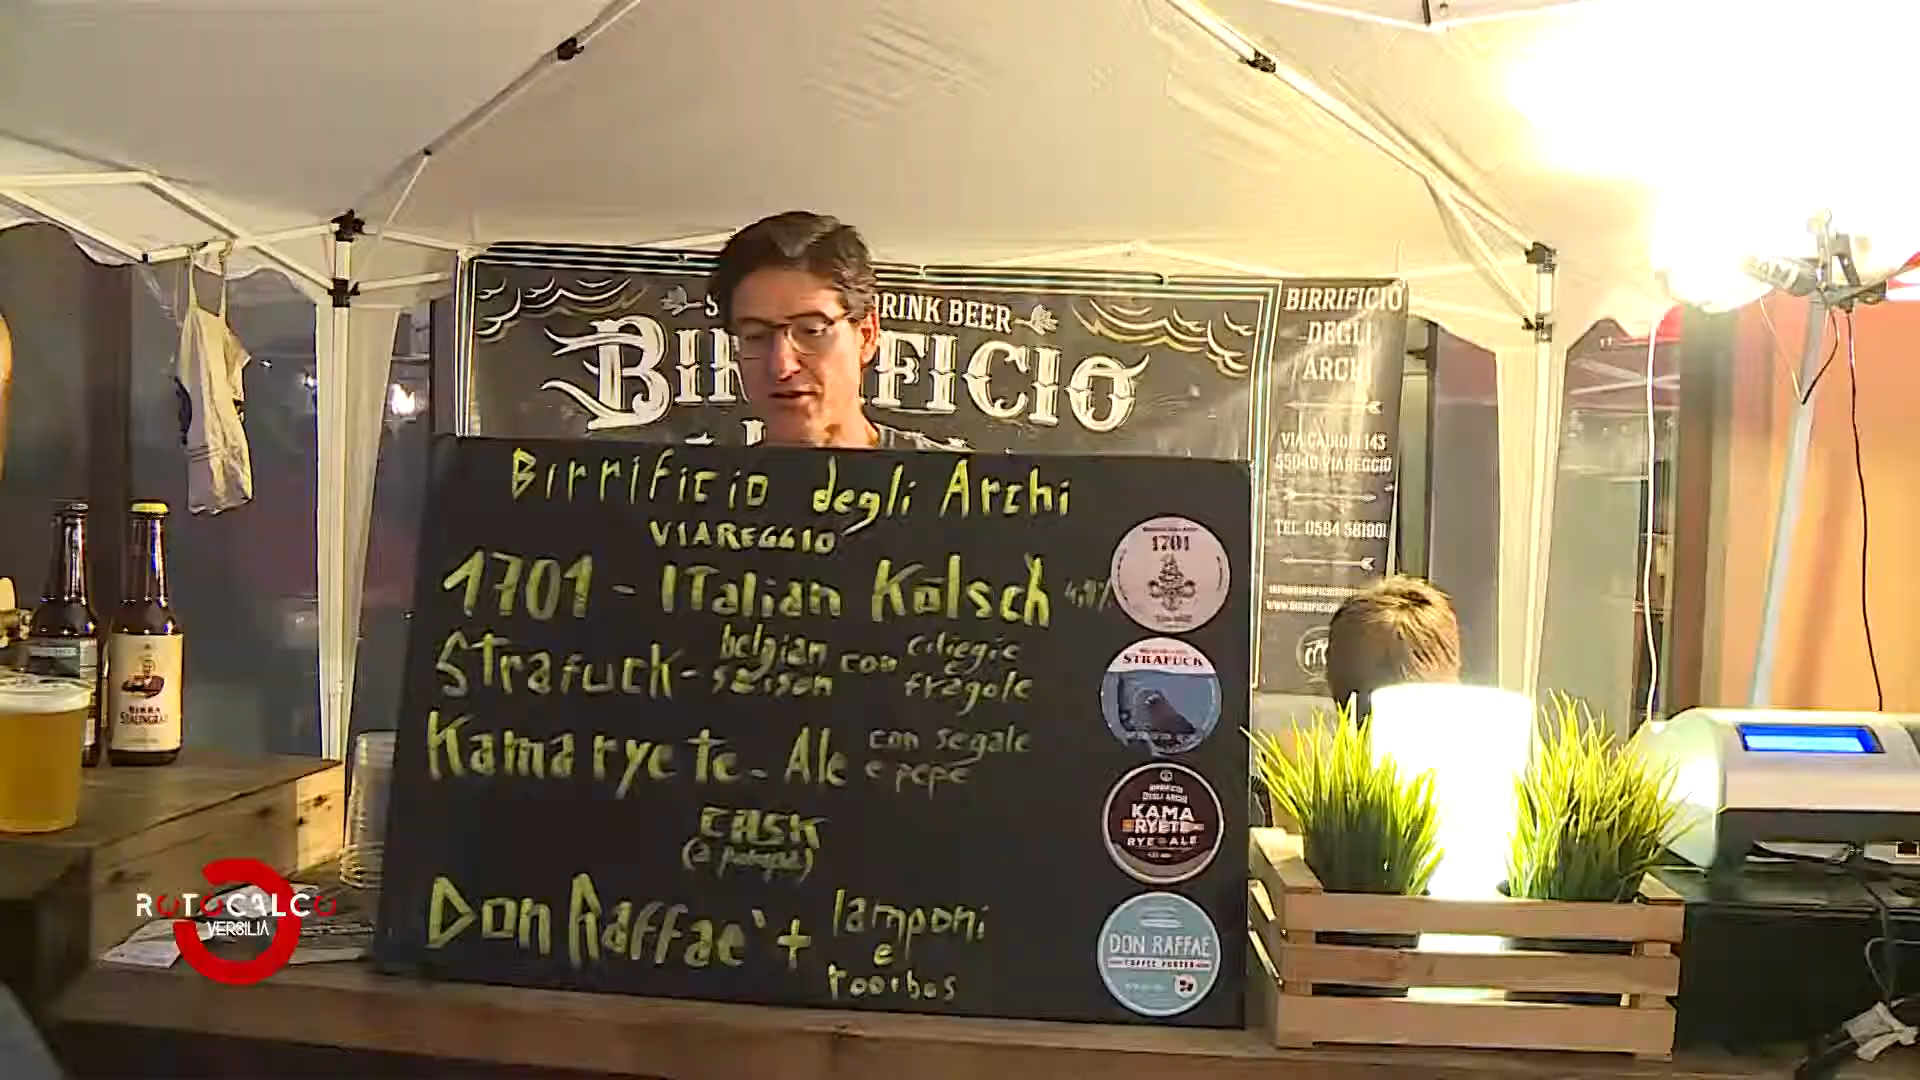 DRINK BEER
BIRRIFICIO
BIRRIFICIO
DEGLI
ARCHI
VIA CAIROLI 143
55049 VIAREGGIO
TEL. 0584 581901
Birrificio degli Archi
VIAREGGIO
1701 - Italian Kölsch
Strafuck - belgian saison con ciliegie e fragole
Kamaryete - Ale con segale e pepe
CASK
(a pompa)
Don Raffae' + lamponi
e
rooibos
1701
STRAFUCK
KAMA
RYETE
RYE ALE
DON RAFFAE
COFFEE PORTER
BIRRA
STALINGRAD
ROTOCALCO
VERSILIA